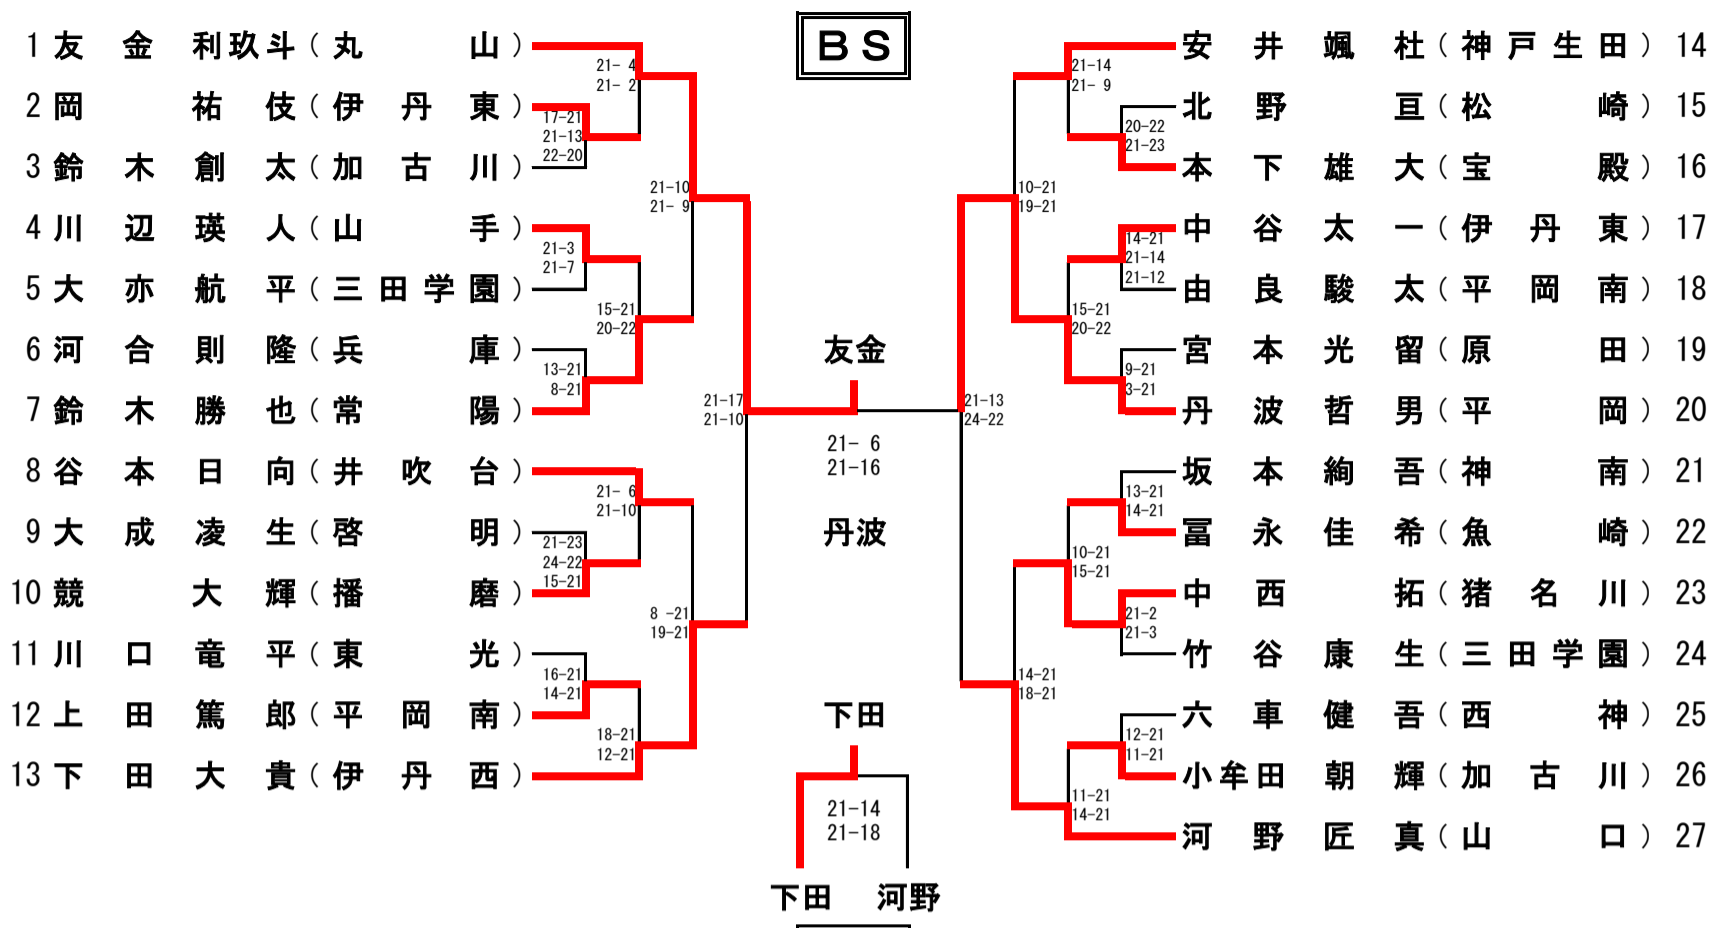 BS
1 友金利玖斗（丸山）
21- 4
21- 2
2 岡祐伎（伊丹東）
17-21
21-13
22-20
3 鈴木創太（加古川）
21-10
21- 9
4 川辺瑛人（山手）
21-3
21-7
5 大亦航平（三田学園）
15-21
20-22
6 河合則隆（兵庫）
13-21
8-21
7 鈴木勝也（常陽）
21-17
21-10
8 谷本日向（井吹台）
21- 6
21-10
9 大成凌生（啓明）
21-23
24-22
15-21
10 競大輝（播磨）
8 -21
19-21
11 川口竜平（東光）
16-21
14-21
12 上田篤郎（平岡南）
18-21
12-21
13 下田大貴（伊丹西）
友金
21- 6
21-16
丹波
下田
21-14
21-18
下田 河野
安井颯杜（神戸生田）14
21-14
21- 9
北野亘（松崎）15
20-22
21-23
本下雄大（宝殿）16
10-21
19-21
中谷太一（伊丹東）17
14-21
21-14
21-12
由良駿太（平岡南）18
15-21
20-22
宮本光留（原田）19
9-21
3-21
丹波哲男（平岡）20
21-13
24-22
坂本絢吾（神南）21
13-21
14-21
冨永佳希（魚崎）22
10-21
15-21
中西拓（猪名川）23
21-2
21-3
竹谷康生（三田学園）24
14-21
18-21
六車健吾（西神）25
12-21
11-21
小牟田朝輝（加古川）26
11-21
14-21
河野匠真（山口）27